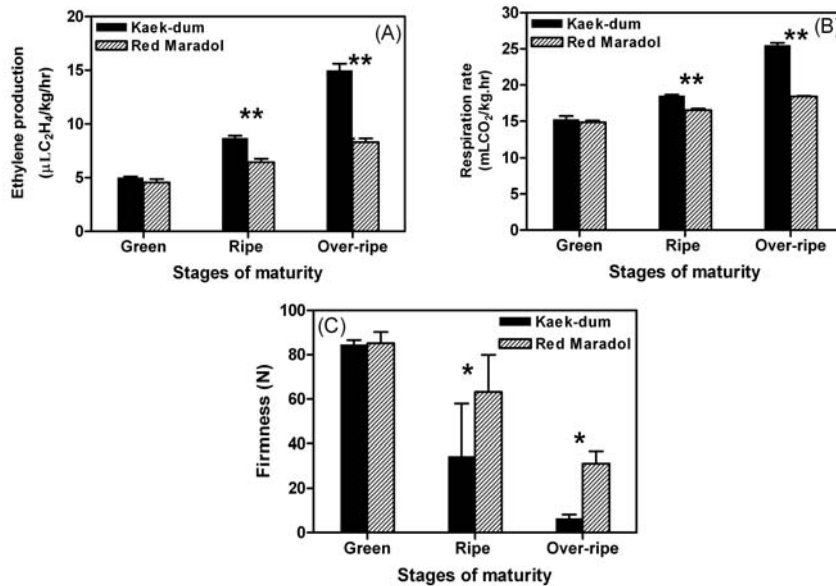 (A)
Kaek-dum
Red Maradol
Ethylene production
(µl.C₂H₄/kg/hr)
20
15
10
5
0
**
**
Green Ripe Over-ripe
Stages of maturity
(B)
Kaek-dum
Red Maradol
Respiration rate
(mLCO₂/kg.hr)
30
25
20
15
10
5
0
**
**
Green Ripe Over-ripe
Stages of maturity
(C)
Kaek-dum
Red Maradol
Firmness (N)
100
80
60
40
20
0
*
*
Green Ripe Over-ripe
Stages of maturity